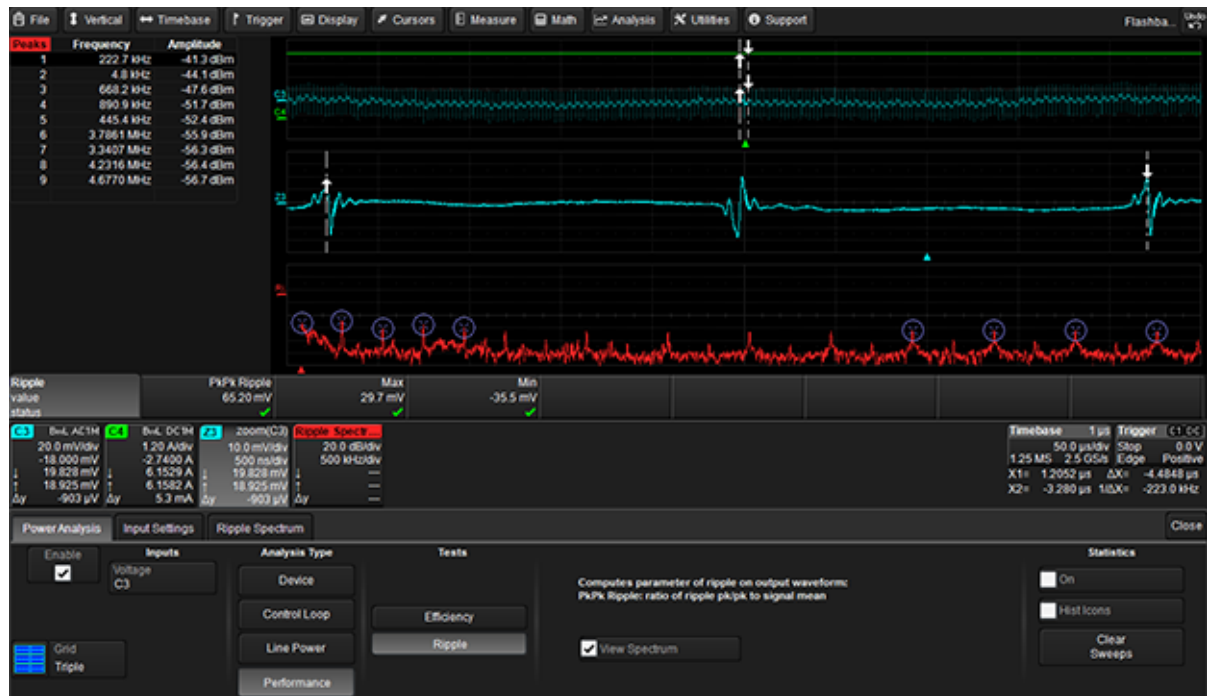 File Vertical Timebase Trigger Display Cursors Measure Math Analysis Utilities Support Flashba... Undo
Peaks Frequency Amplitude
1 222.7 kHz -41.3 dBm
2 4.8 kHz -44.1 dBm
3 668.2 kHz -47.6 dBm
4 890.9 kHz -51.7 dBm
5 445.4 kHz -52.4 dBm
6 3.7861 MHz -55.9 dBm
7 3.3407 MHz -56.3 dBm
8 4.2316 MHz -56.4 dBm
9 4.6770 MHz -56.7 dBm
C3
C4
Z3
Ripple PkPk Ripple Max Min
value 65.20 mV 29.7 mV -35.5 mV
status
C3 BwL AC1M C4 BwL DC1M Z3 zoom(C3) Ripple Spectr...
20.0 mV/div 1.20 A/div 10.0 mV/div 20.0 dB/div
-18.000 mV -2.7400 A 500 ns/div 500 kHz/div
↓ 19.828 mV ↓ 6.1529 A ↓ 19.828 mV ↓ —
↑ 18.925 mV ↑ 6.1582 A ↑ 18.925 mV ↑ —
Δy -903 µV Δy 5.3 mA Δy -903 µV Δy —
Timebase 1 µs Trigger C1 DC
50.0 µs/div Stop 0.0 V
1.25 MS 2.5 GS/s Edge Positive
X1= 1.2052 µs ΔX= -4.4848 µs
X2= -3.280 µs 1/ΔX= -223.0 kHz
Power Analysis Input Settings Ripple Spectrum Close
Enable Inputs Analysis Type Tests Statistics
Voltage
C3
Device
Control Loop
Line Power
Performance
Efficiency
Ripple
Computes parameter of ripple on output waveform:
PkPk Ripple: ratio of ripple pk/pk to signal mean
View Spectrum
On
Hist Icons
Clear
Sweeps
Grid
Triple